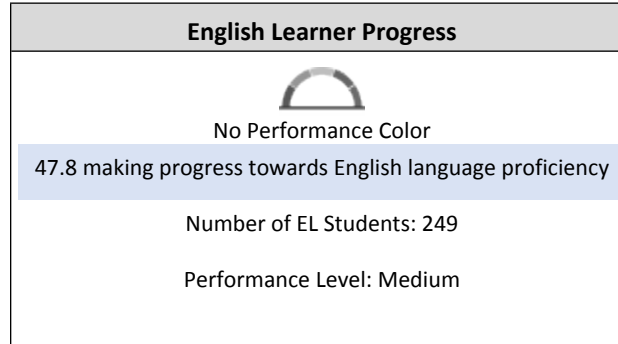 English Learner Progress
No Performance Color
47.8 making progress towards English language proficiency
Number of EL Students: 249
Performance Level: Medium